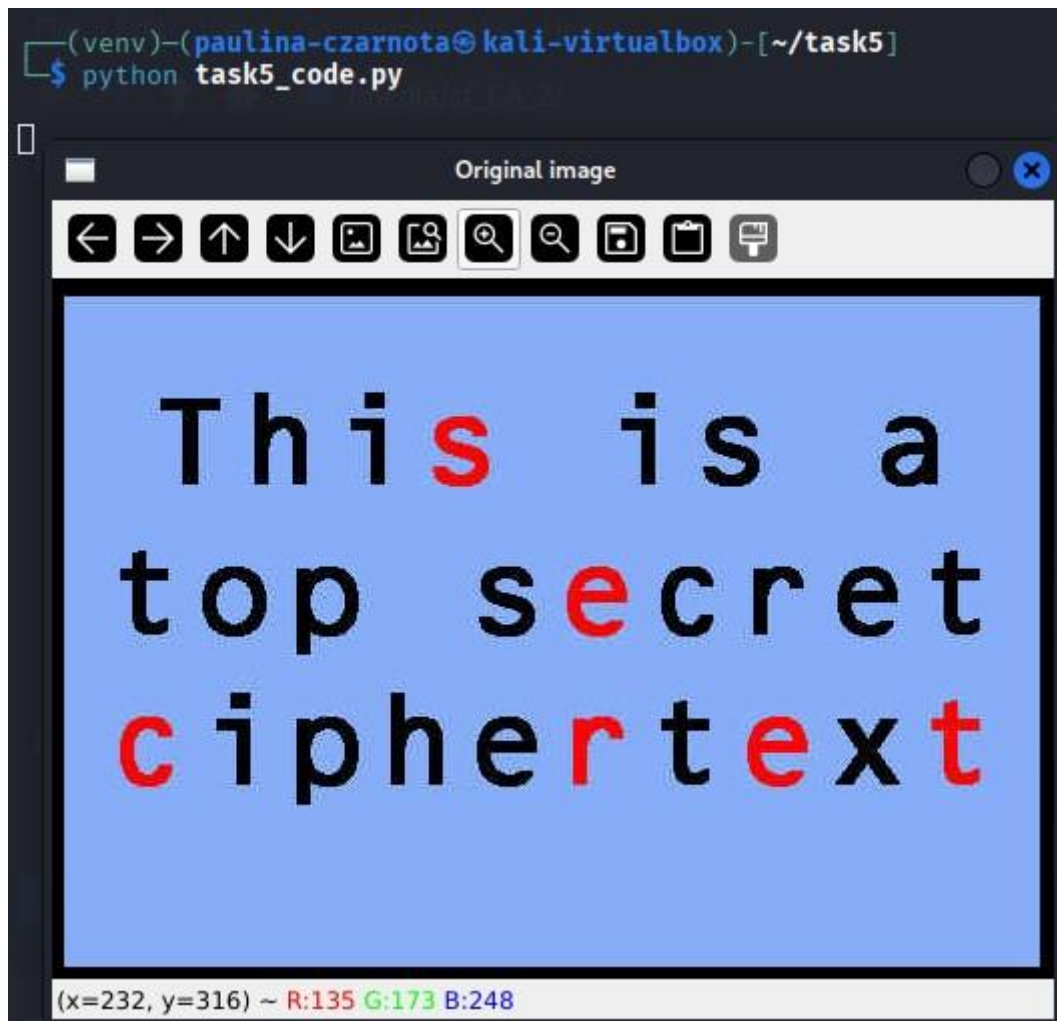 (venv)-(paulina-czarnota㉿kali-virtualbox)-[~/task5]
$ python task5_code.py
Original image
This is a
top secret
ciphertext
(x=232, y=316) ~ R:135 G:173 B:248